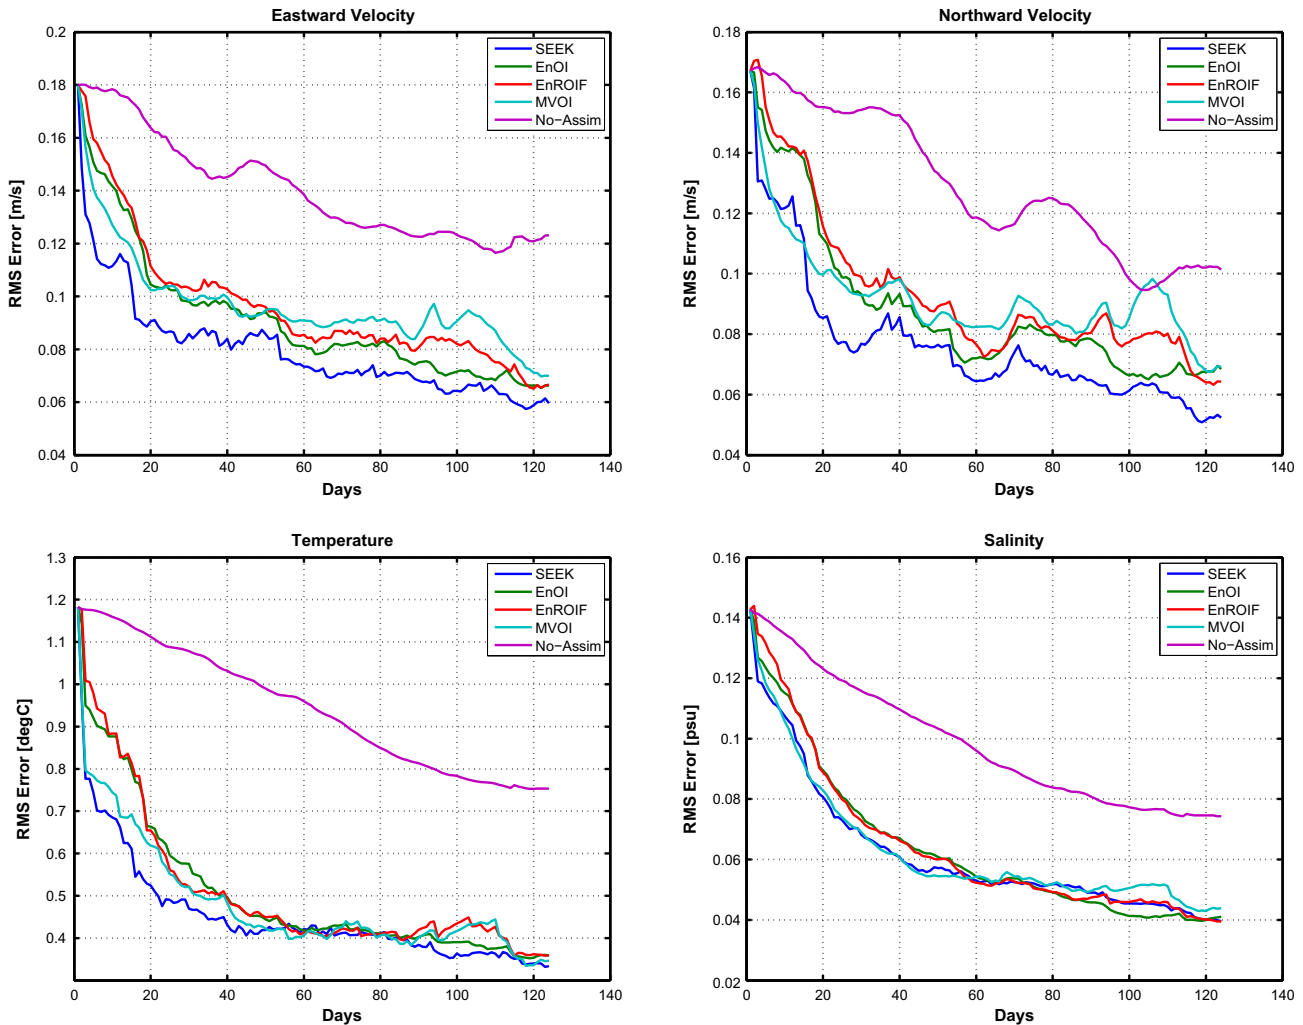 Eastward Velocity
RMS Error [m/s]
0.2
0.18
0.16
0.14
0.12
0.1
0.08
0.06
0.04
0 20 40 60 80 100 120 140
Days
SEEK
EnOI
EnROIF
MVOI
No-Assim
Northward Velocity
RMS Error [m/s]
0.18
0.16
0.14
0.12
0.1
0.08
0.06
0.04
0 20 40 60 80 100 120 140
Days
SEEK
EnOI
EnROIF
MVOI
No-Assim
Temperature
RMS Error [degC]
1.3
1.2
1.1
1
0.9
0.8
0.7
0.6
0.5
0.4
0 20 40 60 80 100 120 140
Days
SEEK
EnOI
EnROIF
MVOI
No-Assim
Salinity
RMS Error [psu]
0.16
0.14
0.12
0.1
0.08
0.06
0.04
0.02
0 20 40 60 80 100 120 140
Days
SEEK
EnOI
EnROIF
MVOI
No-Assim